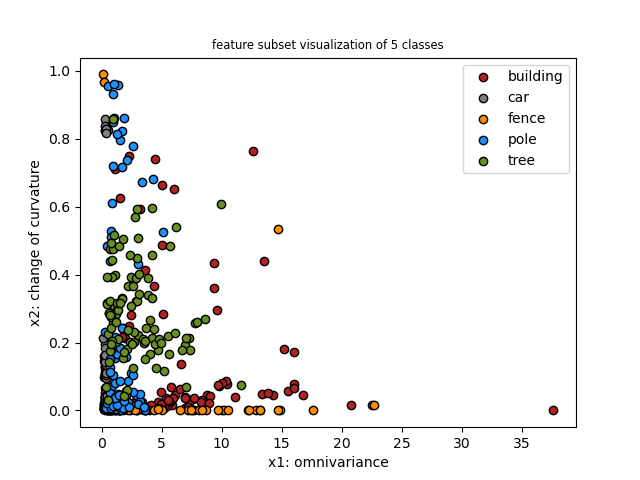 feature subset visualization of 5 classes
building
car
fence
pole
tree
1.0
0.8
0.6
0.4
0.2
0.0
x2: change of curvature
0 5 10 15 20 25 30 35
x1: omnivariance